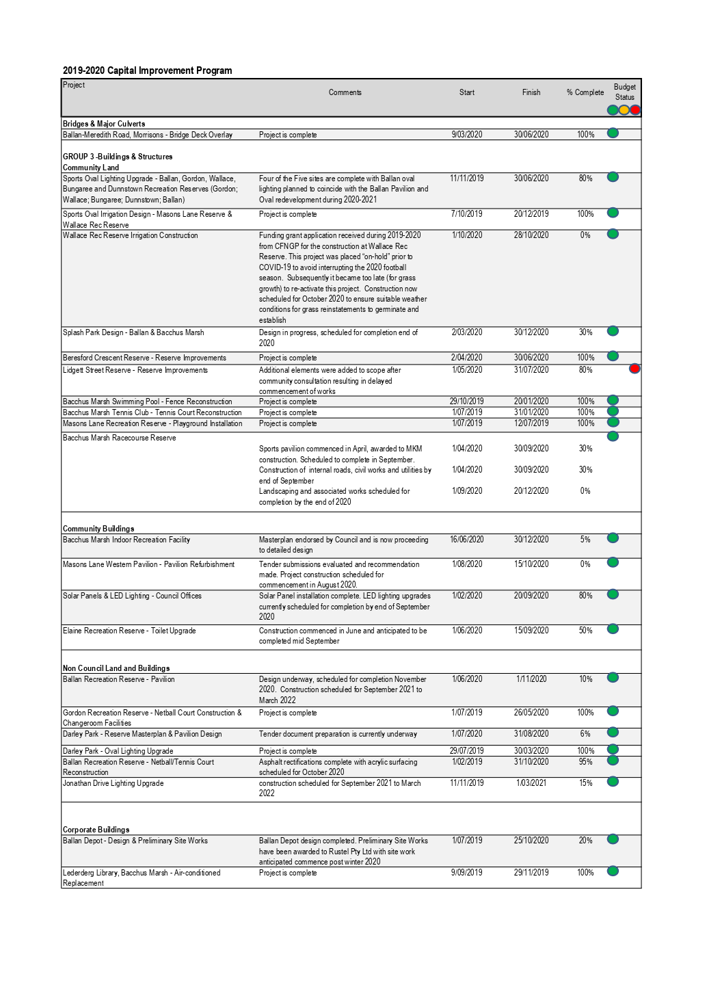 2019-2020 Capital Improvement Program
Project
Comments
Start
Finish
% Complete
Budget
Status
Bridges & Major Culverts
Ballan-Meredith Road, Morrisons - Bridge Deck Overlay Project is complete 9/03/2020 30/06/2020 100%
GROUP 3 -Buildings & Structures
Community Land
Sports Oval Lighting Upgrade - Ballan, Gordon, Wallace, Four of the Five sites are complete with Ballan oval 11/11/2019 30/06/2020 80%
Bungaree and Dunnstown Recreation Reserves (Gordon; lighting planned to coincide with the Ballan Pavilion and
Wallace; Bungaree; Dunnstown; Ballan) Oval redevelopment during 2020-2021
Sports Oval Irrigation Design - Masons Lane Reserve & Project is complete 7/10/2019 20/12/2019 100%
Wallace Rec Reserve
Wallace Rec Reserve Irrigation Construction Funding grant application received during 2019-2020 1/10/2020 28/10/2020 0%
from CFNGP for the construction at Wallace Rec
Reserve. This project was placed "on-hold" prior to
COVID-19 to avoid interrupting the 2020 football
season. Subsequently it became too late (for grass
growth) to re-activate this project. Construction now
scheduled for October 2020 to ensure suitable weather
conditions for grass reinstatements to germinate and
establish
Splash Park Design - Ballan & Bacchus Marsh Design in progress, scheduled for completion end of 2/03/2020 30/12/2020 30%
2020
Beresford Crescent Reserve - Reserve Improvements Project is complete 2/04/2020 30/06/2020 100%
Lidgett Street Reserve - Reserve Improvements Additional elements were added to scope after 1/05/2020 31/07/2020 80%
community consultation resulting in delayed
commencement of works
Bacchus Marsh Swimming Pool - Fence Reconstruction Project is complete 29/10/2019 20/01/2020 100%
Bacchus Marsh Tennis Club - Tennis Court Reconstruction Project is complete 1/07/2019 31/01/2020 100%
Masons Lane Recreation Reserve - Playground Installation Project is complete 1/07/2019 12/07/2019 100%
Bacchus Marsh Racecourse Reserve
Sports pavilion commenced in April, awarded to MKM 1/04/2020 30/09/2020 30%
construction. Scheduled to complete in September.
Construction of internal roads, civil works and utilities by 1/04/2020 30/09/2020 30%
end of September
Landscaping and associated works scheduled for 1/09/2020 20/12/2020 0%
completion by the end of 2020
Community Buildings
Bacchus Marsh Indoor Recreation Facility Masterplan endorsed by Council and is now proceeding 16/06/2020 30/12/2020 5%
to detailed design
Masons Lane Western Pavilion - Pavilion Refurbishment Tender submissions evaluated and recommendation 1/08/2020 15/10/2020 0%
made. Project construction scheduled for
commencement in August 2020.
Solar Panels & LED Lighting - Council Offices Solar Panel installation complete. LED lighting upgrades 1/02/2020 20/09/2020 80%
currently scheduled for completion by end of September
2020
Elaine Recreation Reserve - Toilet Upgrade Construction commenced in June and anticipated to be 1/06/2020 15/09/2020 50%
completed mid September
Non Council Land and Buildings
Ballan Recreation Reserve - Pavilion Design underway, scheduled for completion November 1/06/2020 1/11/2020 10%
2020. Construction scheduled for September 2021 to
March 2022
Gordon Recreation Reserve - Netball Court Construction & Project is complete 1/07/2019 26/05/2020 100%
Changeroom Facilities
Darley Park - Reserve Masterplan & Pavilion Design Tender document preparation is currently underway 1/07/2020 31/08/2020 6%
Darley Park - Oval Lighting Upgrade Project is complete 29/07/2019 30/03/2020 100%
Ballan Recreation Reserve - Netball/Tennis Court Asphalt rectifications complete with acrylic surfacing 1/02/2019 31/10/2020 95%
Reconstruction scheduled for October 2020
Jonathan Drive Lighting Upgrade construction scheduled for September 2021 to March 11/11/2019 1/03/2021 15%
2022
Corporate Buildings
Ballan Depot - Design & Preliminary Site Works Ballan Depot design completed. Preliminary Site Works 1/07/2019 25/10/2020 20%
have been awarded to Rustel Pty Ltd with site work
anticipated commence post winter 2020
Lederderg Library, Bacchus Marsh - Air-conditioned Project is complete 9/09/2019 29/11/2019 100%
Replacement